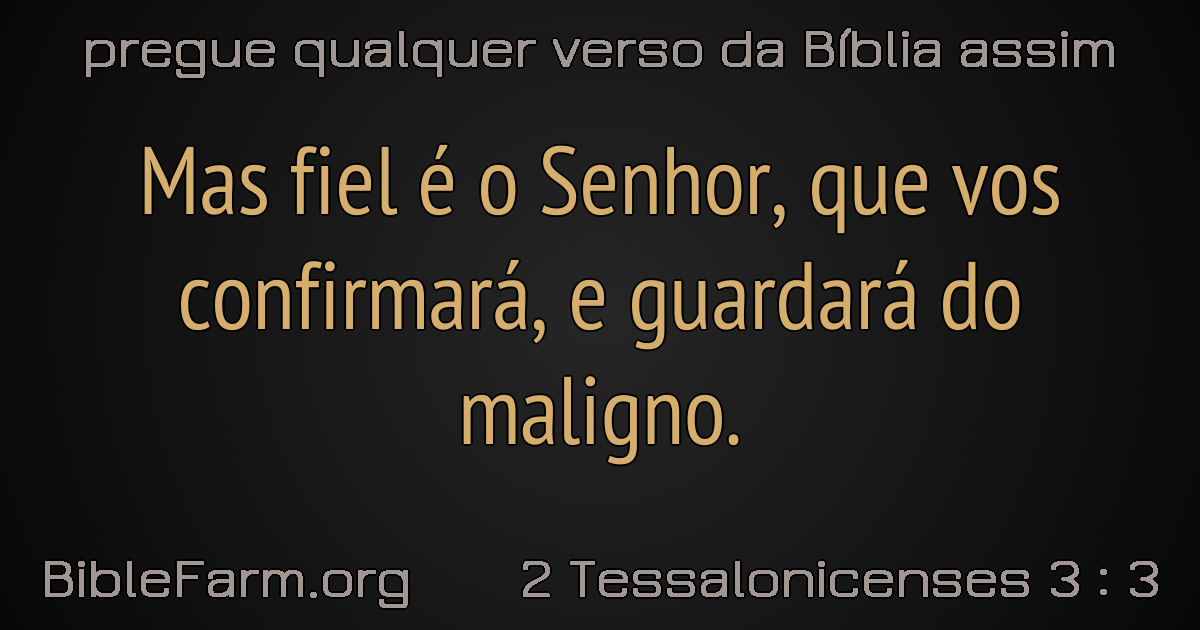 pregue qualquer verso da Bíblia assim
Mas fiel é o Senhor, que vos
confirmará, e guardará do
maligno.
BibleFarm.org 2 Tessalonicenses 3 : 3